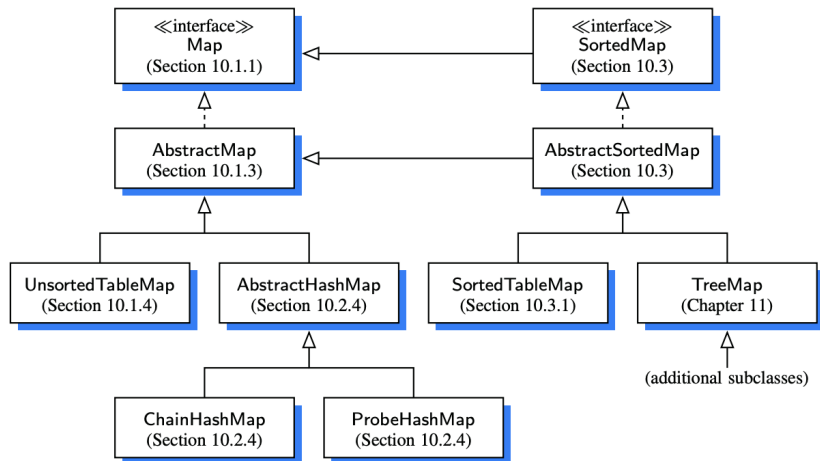 ≪interface≫
Map
(Section 10.1.1)
≪interface≫
SortedMap
(Section 10.3)
AbstractMap
(Section 10.1.3)
AbstractSortedMap
(Section 10.3)
UnsortedTableMap
(Section 10.1.4)
AbstractHashMap
(Section 10.2.4)
SortedTableMap
(Section 10.3.1)
TreeMap
(Chapter 11)
(additional subclasses)
ChainHashMap
(Section 10.2.4)
ProbeHashMap
(Section 10.2.4)